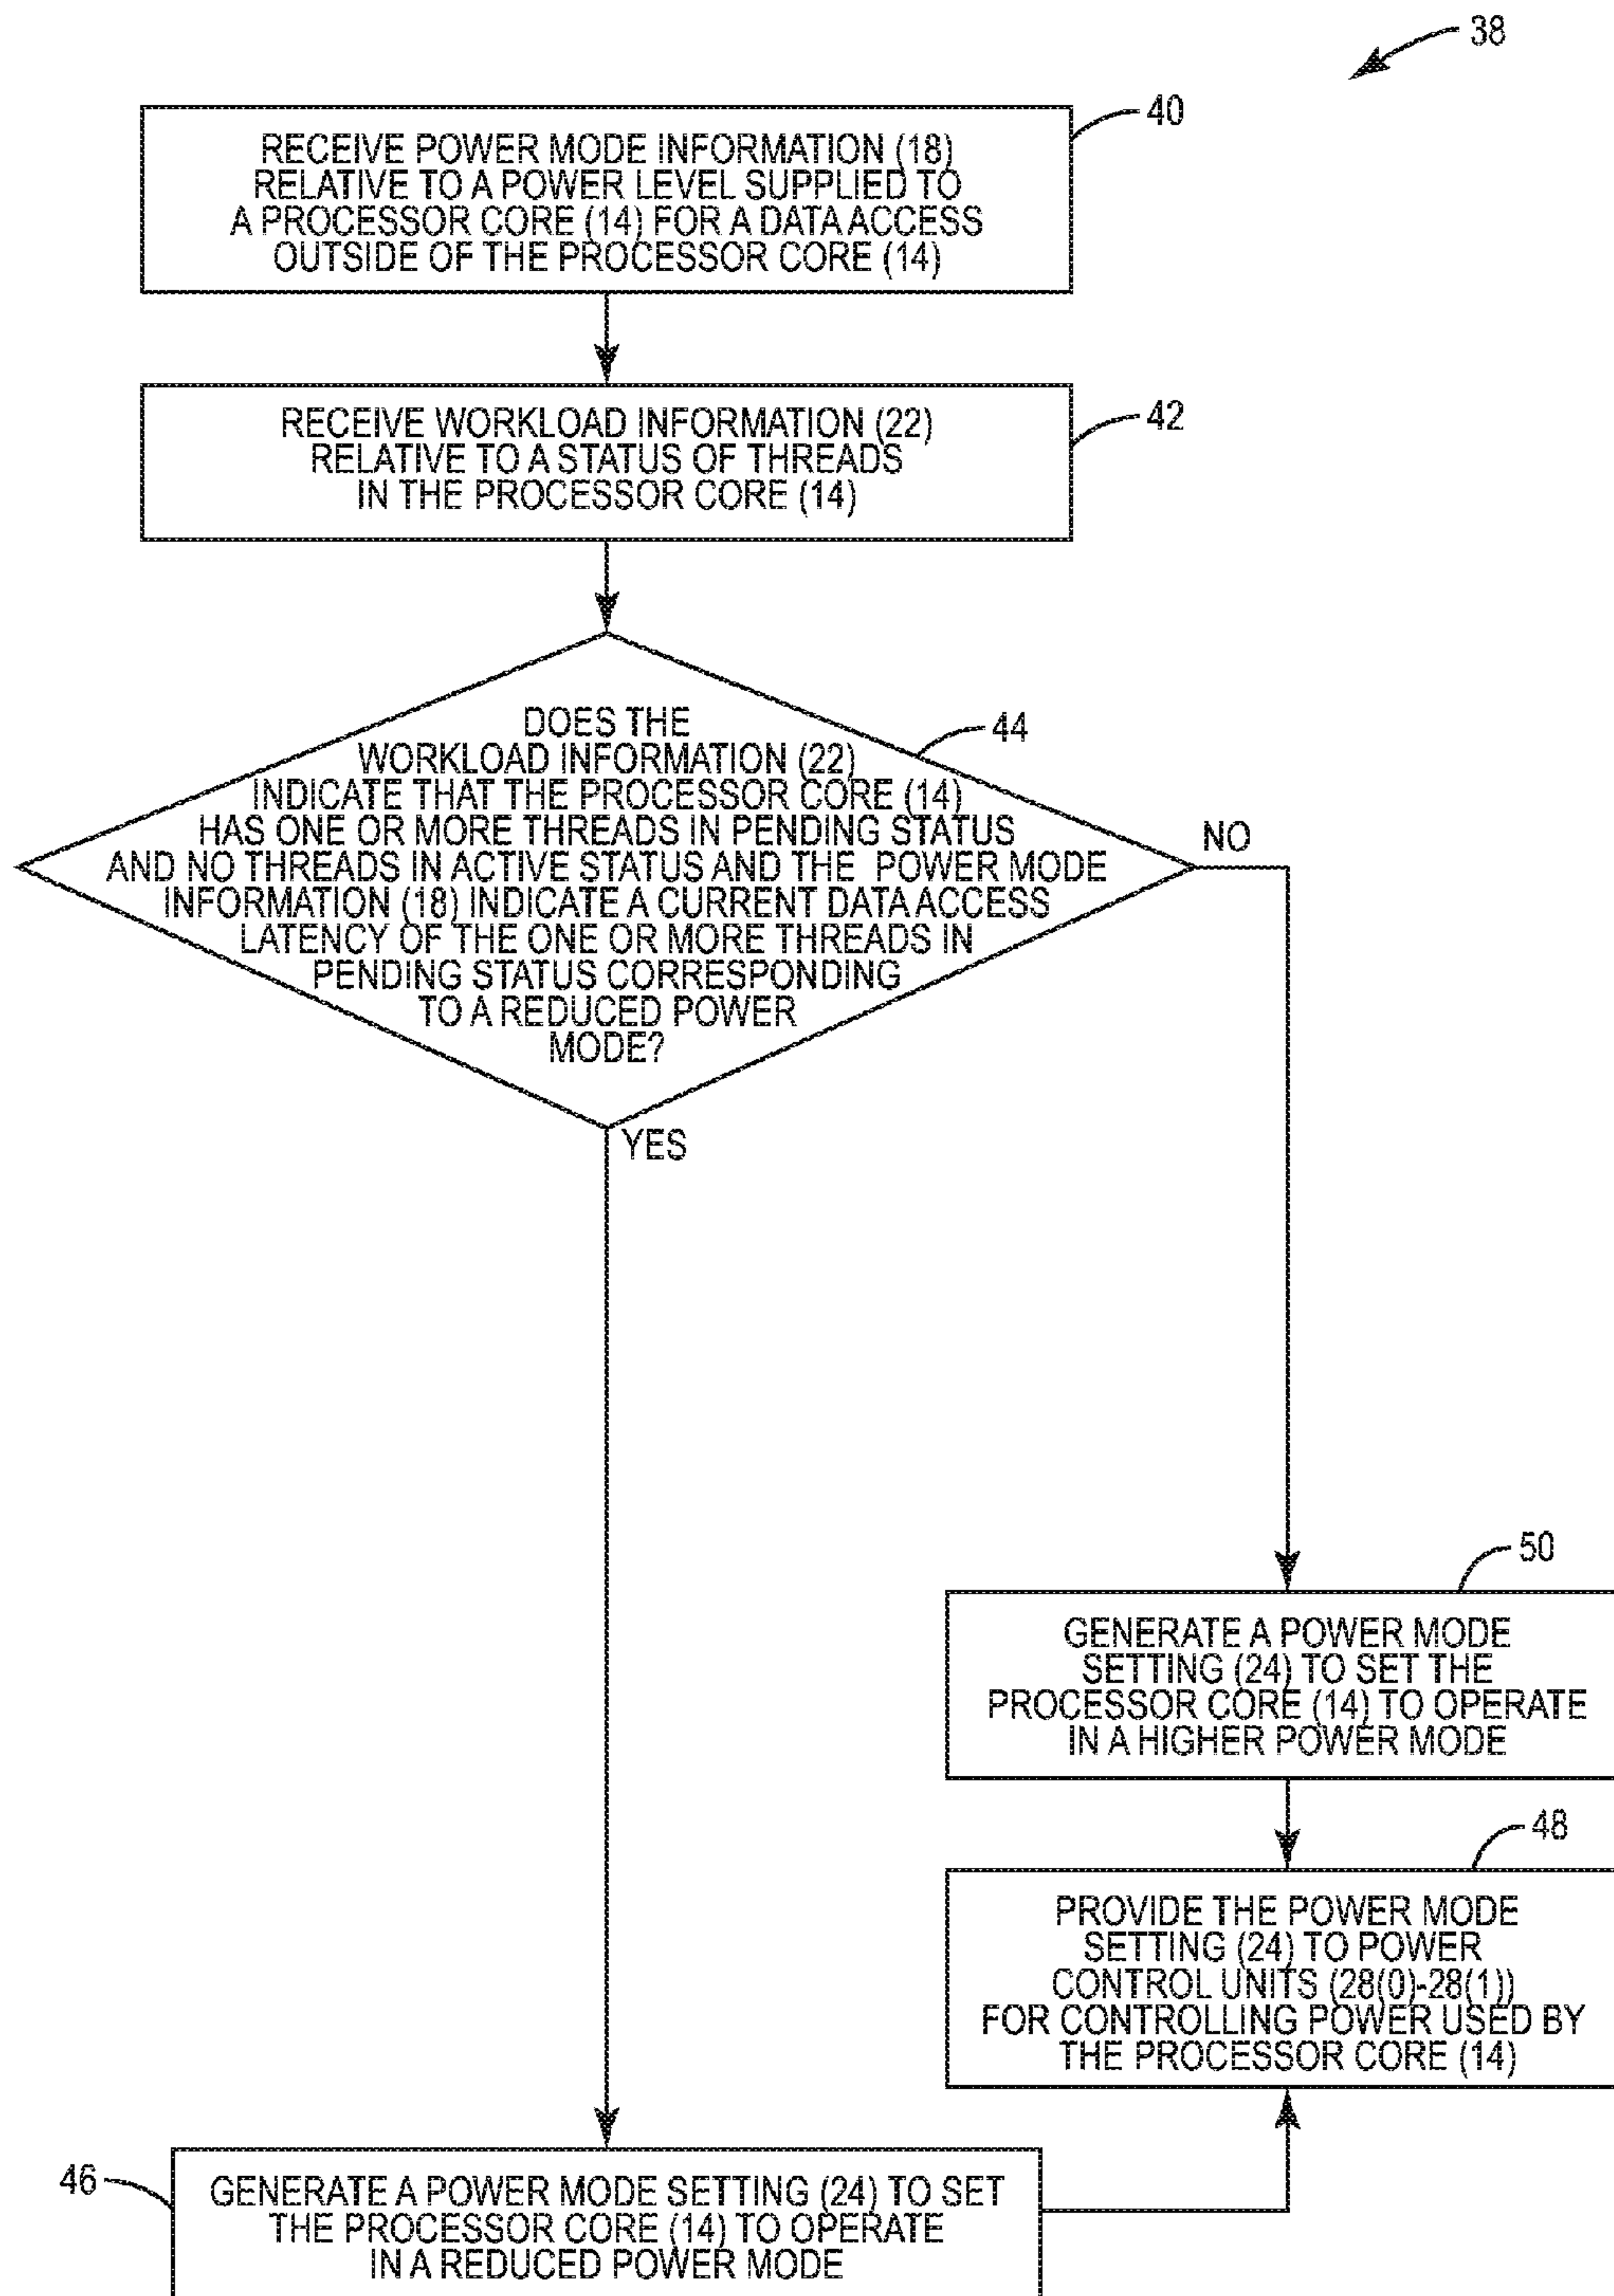 38
40
RECEIVE POWER MODE INFORMATION (18)
RELATIVE TO A POWER LEVEL SUPPLIED TO
A PROCESSOR CORE (14) FOR A DATA ACCESS
OUTSIDE OF THE PROCESSOR CORE (14)
42
RECEIVE WORKLOAD INFORMATION (22)
RELATIVE TO A STATUS OF THREADS
IN THE PROCESSOR CORE (14)
44
DOES THE
WORKLOAD INFORMATION (22)
INDICATE THAT THE PROCESSOR CORE (14)
HAS ONE OR MORE THREADS IN PENDING STATUS
AND NO THREADS IN ACTIVE STATUS AND THE POWER MODE
INFORMATION (18) INDICATE A CURRENT DATA ACCESS
LATENCY OF THE ONE OR MORE THREADS IN
PENDING STATUS CORRESPONDING
TO A REDUCED POWER
MODE?
NO
YES
50
GENERATE A POWER MODE
SETTING (24) TO SET THE
PROCESSOR CORE (14) TO OPERATE
IN A HIGHER POWER MODE
48
PROVIDE THE POWER MODE
SETTING (24) TO POWER
CONTROL UNITS (28(0)-28(1))
FOR CONTROLLING POWER USED BY
THE PROCESSOR CORE (14)
46
GENERATE A POWER MODE SETTING (24) TO SET
THE PROCESSOR CORE (14) TO OPERATE
IN A REDUCED POWER MODE